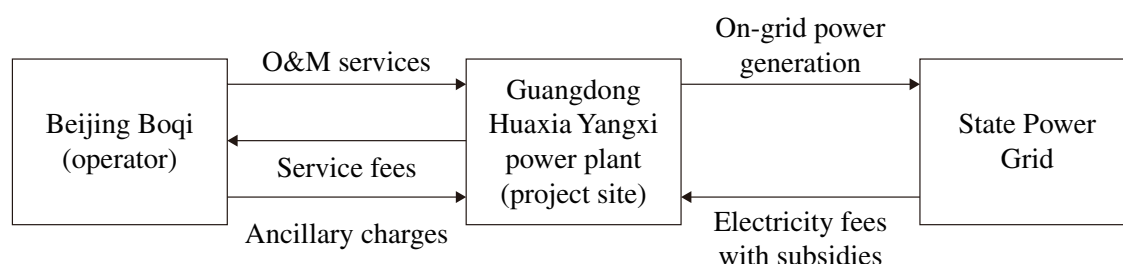 O&M services
Beijing Boqi
(operator)
Service fees
Ancillary charges
Guangdong
Huaxia Yangxi
power plant
(project site)
On-grid power
generation
Electricity fees
with subsidies
State Power
Grid